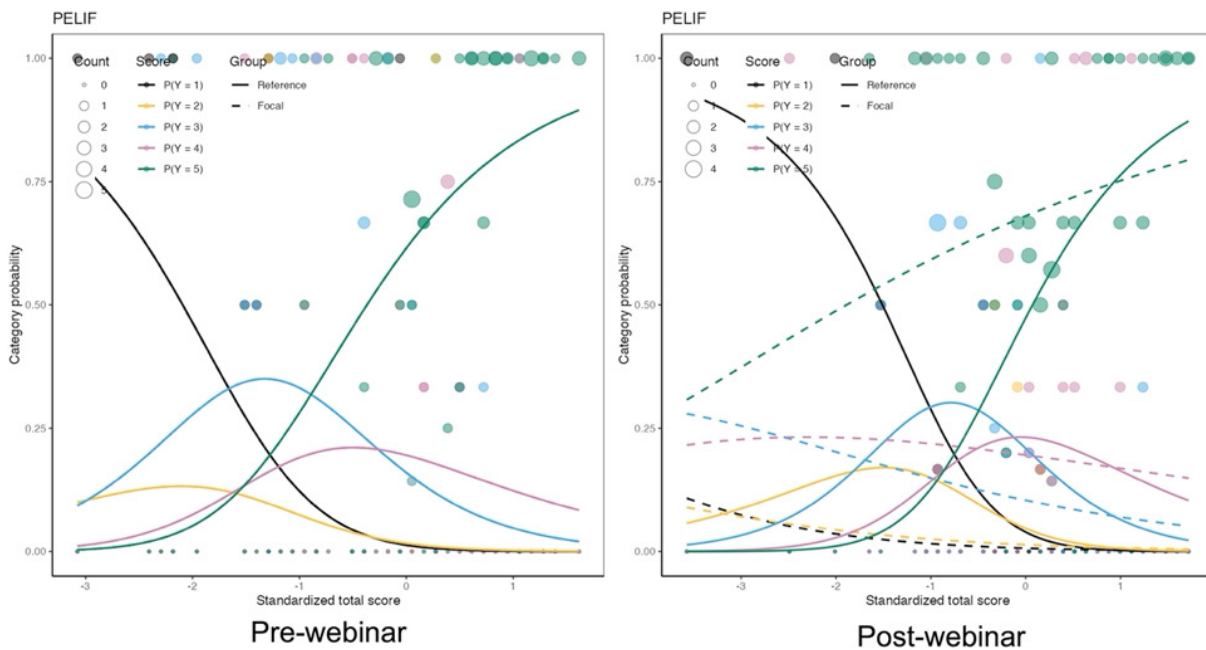 PELIF
Category probability
1.00
0.75
0.50
0.25
0.00
Count
0
1
2
3
4
5
Score
P(Y = 1)
P(Y = 2)
P(Y = 3)
P(Y = 4)
P(Y = 5)
Group
Reference
Focal
-3
-2
-1
0
1
Standardized total score
Pre-webinar
PELIF
Category probability
1.00
0.75
0.50
0.25
0.00
Count
0
1
2
3
4
Score
P(Y = 1)
P(Y = 2)
P(Y = 3)
P(Y = 4)
P(Y = 5)
Group
Reference
Focal
-3
-2
-1
0
1
Standardized total score
Post-webinar